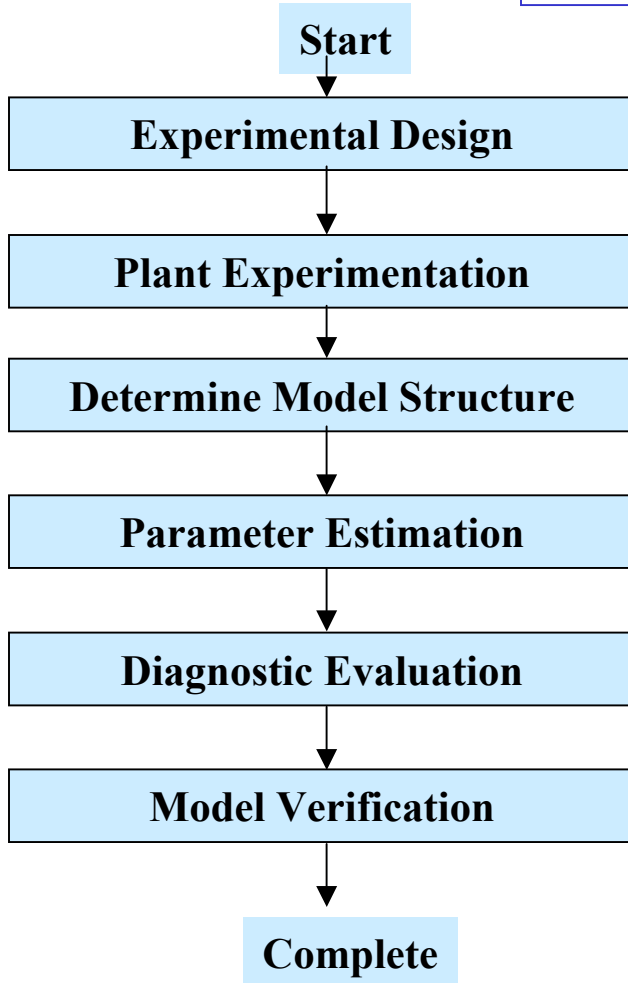 Start
Experimental Design
Plant Experimentation
Determine Model Structure
Parameter Estimation
Diagnostic Evaluation
Model Verification
Complete